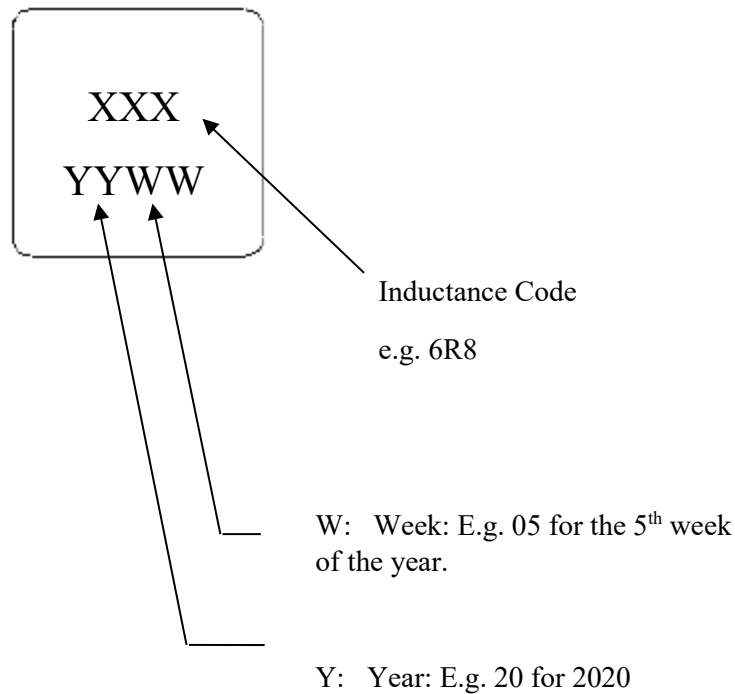 XXX
YYWW
Inductance Code
e.g. 6R8
W: Week: E.g. 05 for the 5th week
of the year.
Y: Year: E.g. 20 for 2020